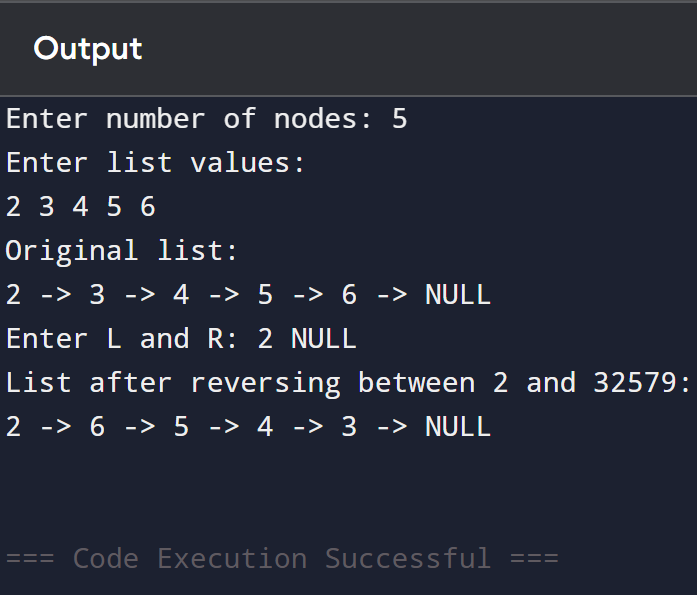 Output
Enter number of nodes: 5
Enter list values:
2 3 4 5 6
Original list:
2 -> 3 -> 4 -> 5 -> 6 -> NULL
Enter L and R: 2 NULL
List after reversing between 2 and 32579:
2 -> 6 -> 5 -> 4 -> 3 -> NULL
=== Code Execution Successful ===